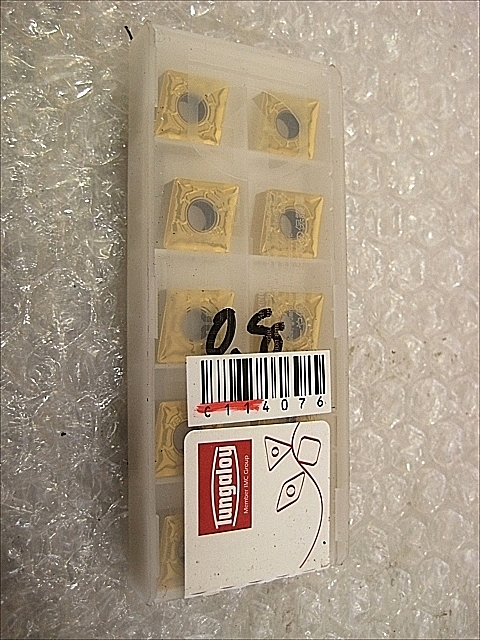 0.8
C114076
Tungaloy
Member IMC Group